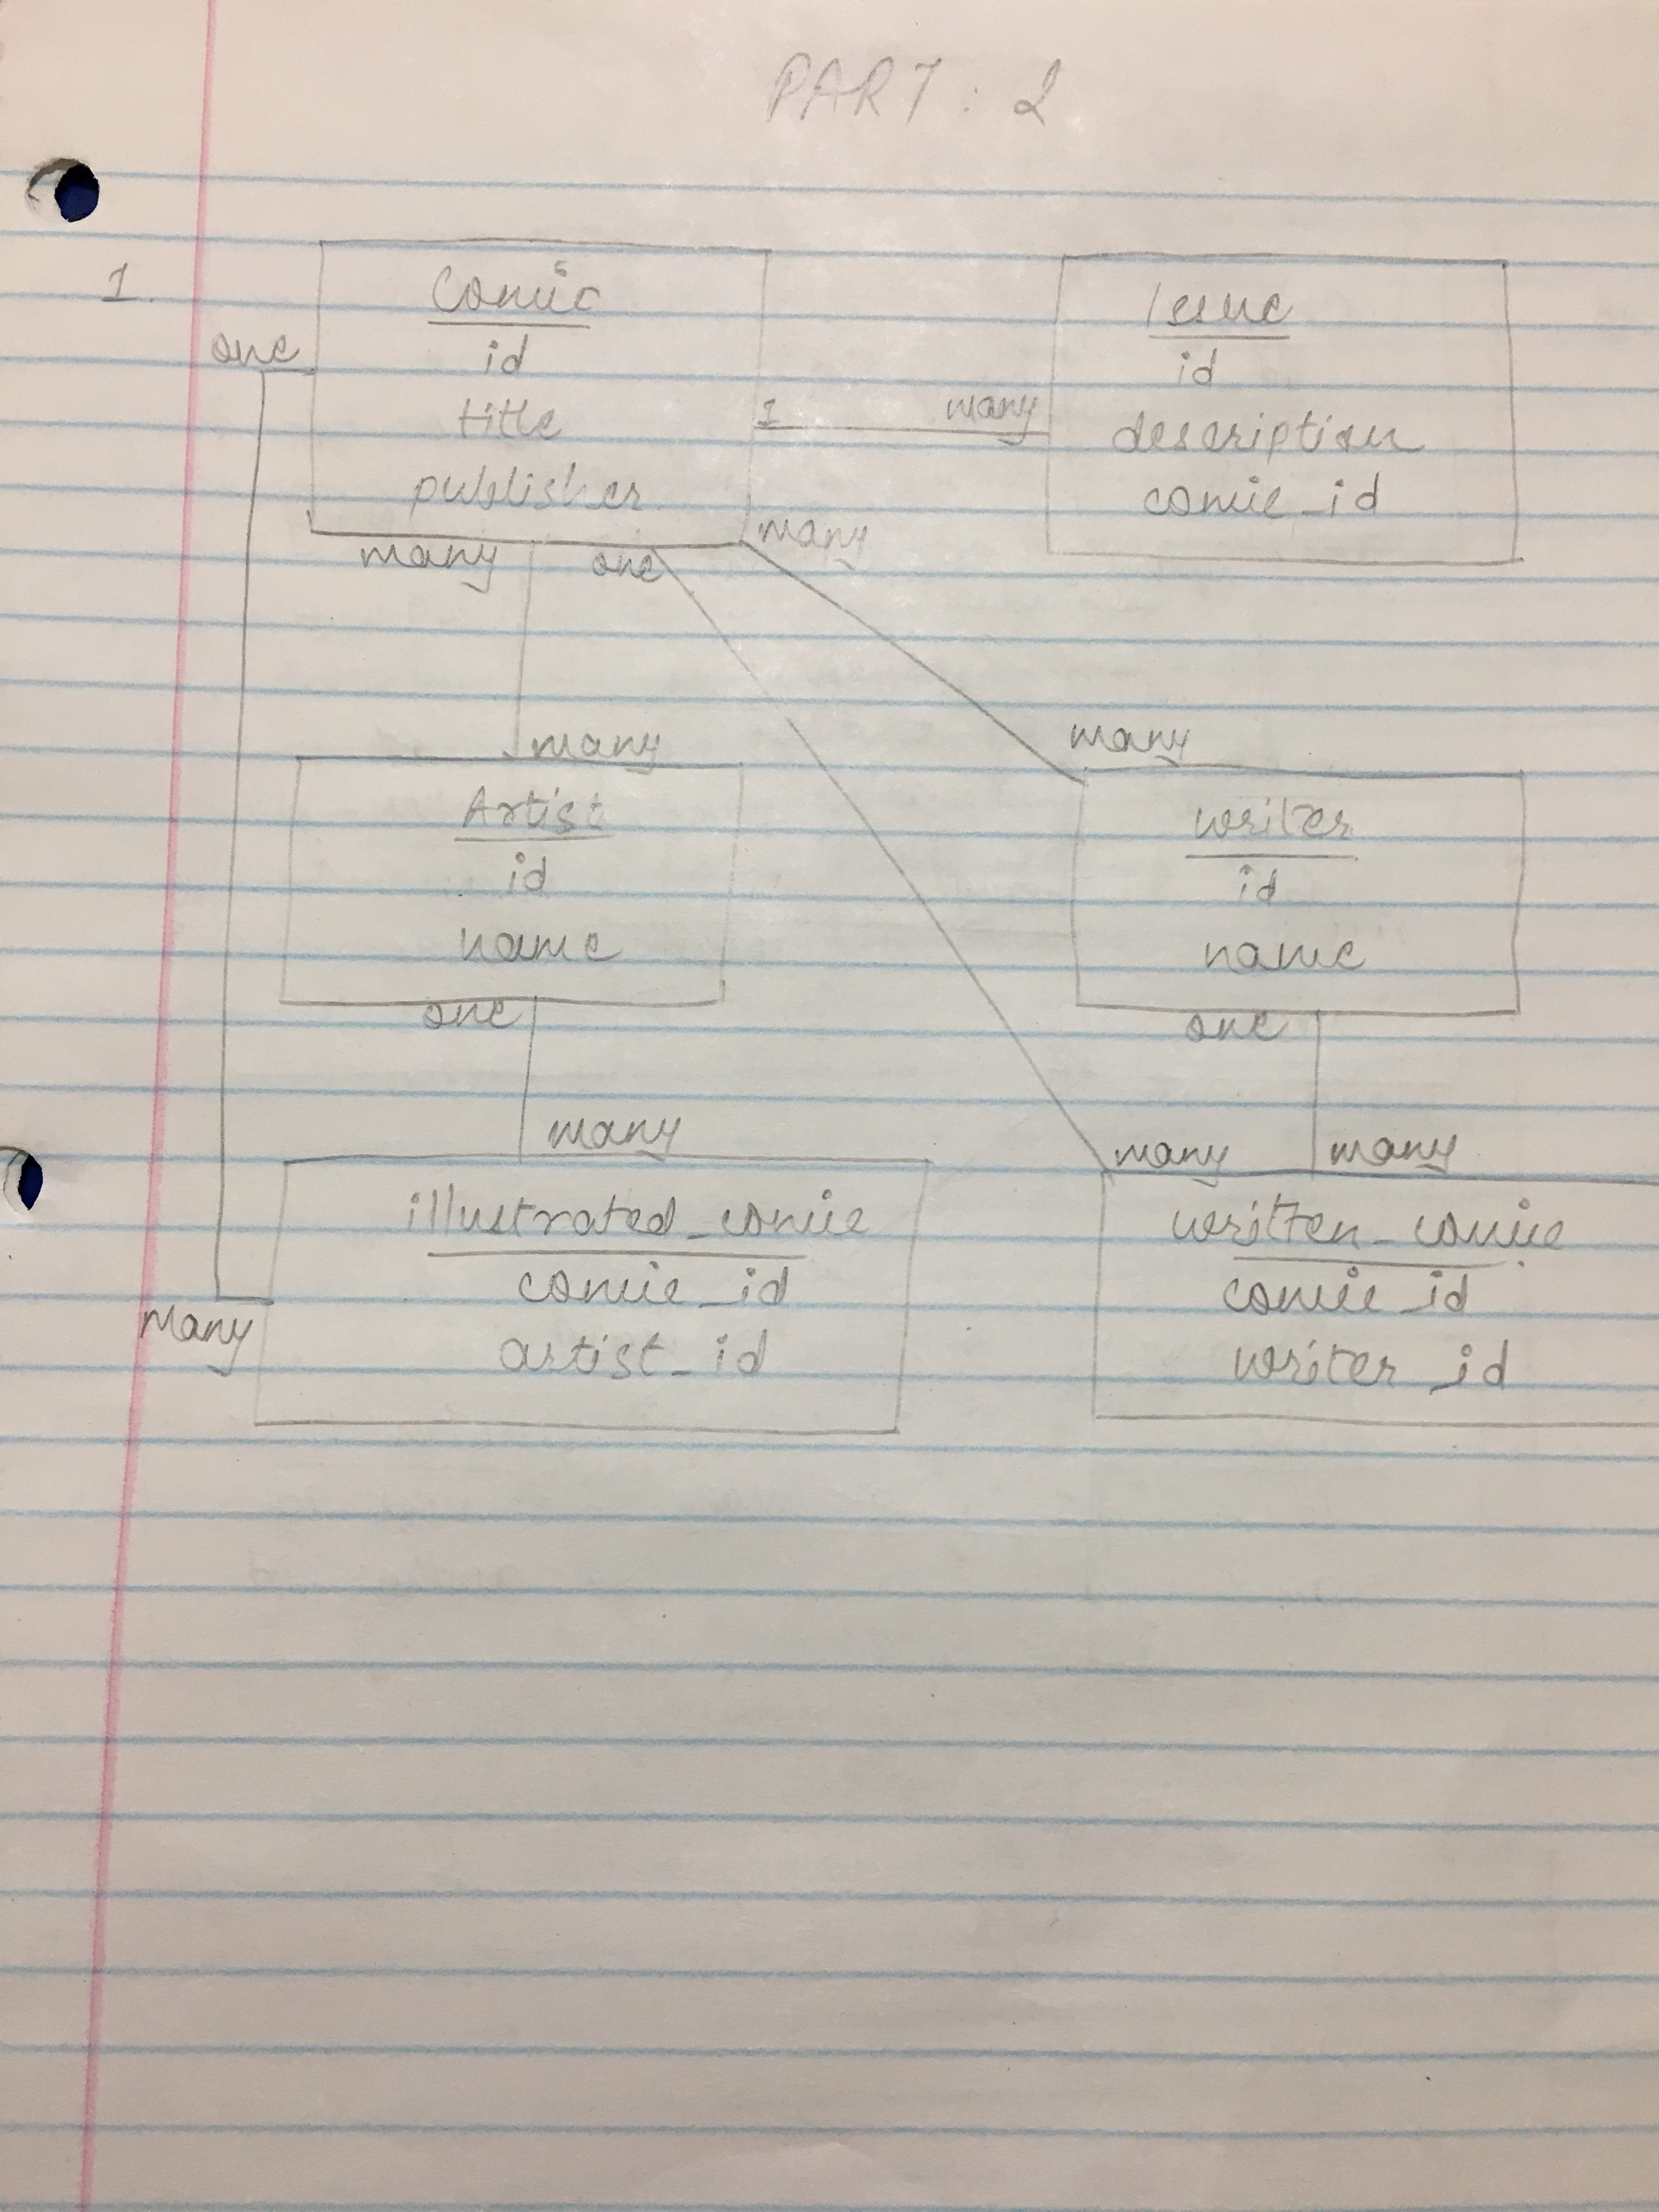 PART : 2
1.
Comic
id
title
publisher
one
1 many
Issue
id
description
comic_id
many one many
many
Artist
id
name
many
writer
id
name
one
many
one
many many
illustrated_comic
comic_id
artist_id
many
written_comic
comic_id
writer_id